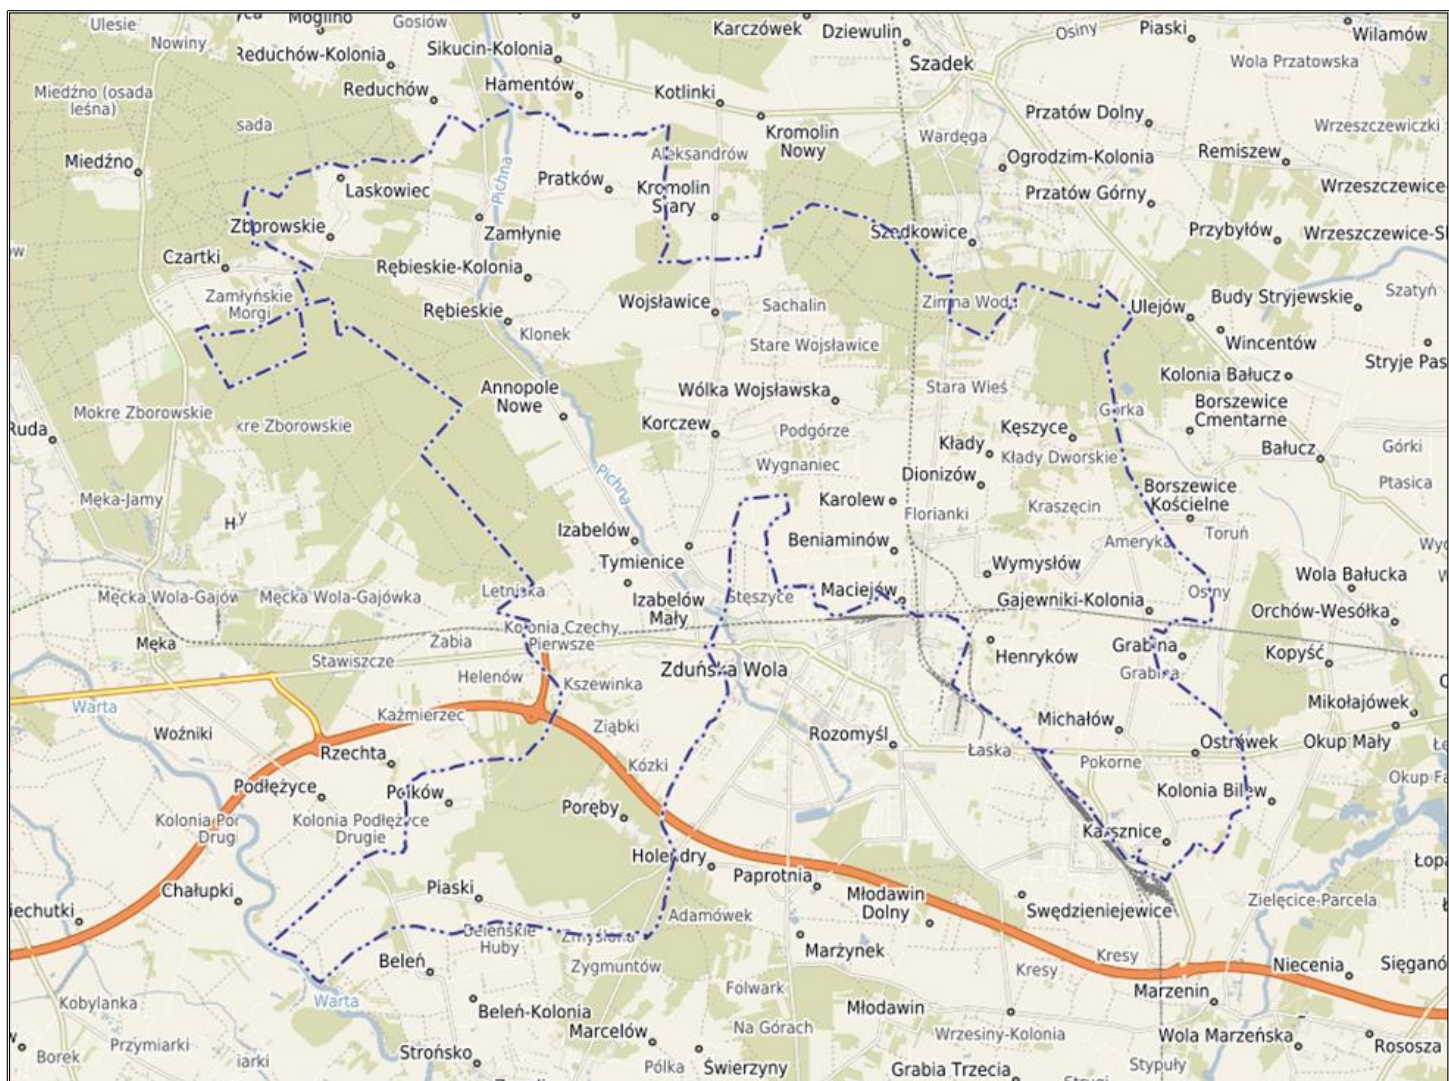 Ulesie
Mogilno
Gosiów
Karczówek
Dziewulin
Osiny
Piaski
Wilamów
Nowiny
Reduchów-Kolonia
Sikucin-Kolonia
Szadek
Wola Przatowska
Miedźno (osada
leśna)
Reduchów
Hamentów
Kotlinki
Przatów Dolny
sada
Kromolin
Nowy
Wardęga
Wrzeszczewiczki
Miedźno
Aleksandrów
Ogrodzim-Kolonia
Remiszew
Laskowiec
Pichna
Pratków
Kromolin
Stary
Przatów Górny
Wrzeszczewice
Zborowskie
Zamłynie
Szadkowice
Przybyłów
Czartki
Rębieskie-Kolonia
Zamłyńskie
Morgi
Rębieskie
Wojsławice
Sachalin
Zimna Woda
Ulejów
Budy Stryjewskie
Satyń
Klonek
Stare Wojsławice
Wincentów
Stryje Pas
Annopole
Nowe
Wólka Wojsławska
Stara Wieś
Kolonia Bałucz
Mokre Zborowskie
kre Zborowskie
Korczew
Podgórze
Górka
Borszewice
Cmentarne
Ruda
Kłady
Kęszyce
Bałucz
Górki
Wygnaniec
Kłady Dworskie
Dionizów
Ptasica
Męka-Jamy
Pichna
Karolew
Florianki
Kraszęcin
Borszewice
Kościelne
Izabelów
Beniaminów
Ameryka
Toruń
Tymienice
Wymysłów
Wola Bałucka
Męcka Wola-Gajów
Męcka Wola-Gajówka
Letniska
Izabelów
Mały
Stęszyce
Maciejów
Gajewniki-Kolonia
Osiny
Orchów-Wesółka
Męka
Żabia
Kolonia Czechy
Pierwsze
Henryków
Grabina
Grabina
Kopyść
Stawiszcze
Helenów
Kszewinka
Zduńska Wola
Warta
Kaźmierzec
Ziąbki
Michałów
Mikołajówek
Woźniki
Rzechta
Rozomyśl
Łaska
Ostrówek
Okup Mały
Kózki
Pokorne
Podłężyce
Polków
Poręby
Kolonia Bilew
Kolonia Podłężyce
Drugie
Karsznice
Holendry
Chałupki
Piaski
Paprotnia
Młodawin
Dolny
Swędzieniejewice
Zielęcice-Parcela
Beleńskie
Huby
Zmyślona
Adamówek
Marżynek
Beleń
Zygmuntów
Kresy
Kresy
Niecenia
Kobylanka
Warta
Beleń-Kolonia
Folwark
Młodawin
Marzenin
Przymiarki
Marcelów
Na Górach
Wrzesiny-Kolonia
Wola Marzeńska
Rososza
Borek
iarki
Strońsko
Pólka
Świerzyny
Grabia Trzecia
Stypuły